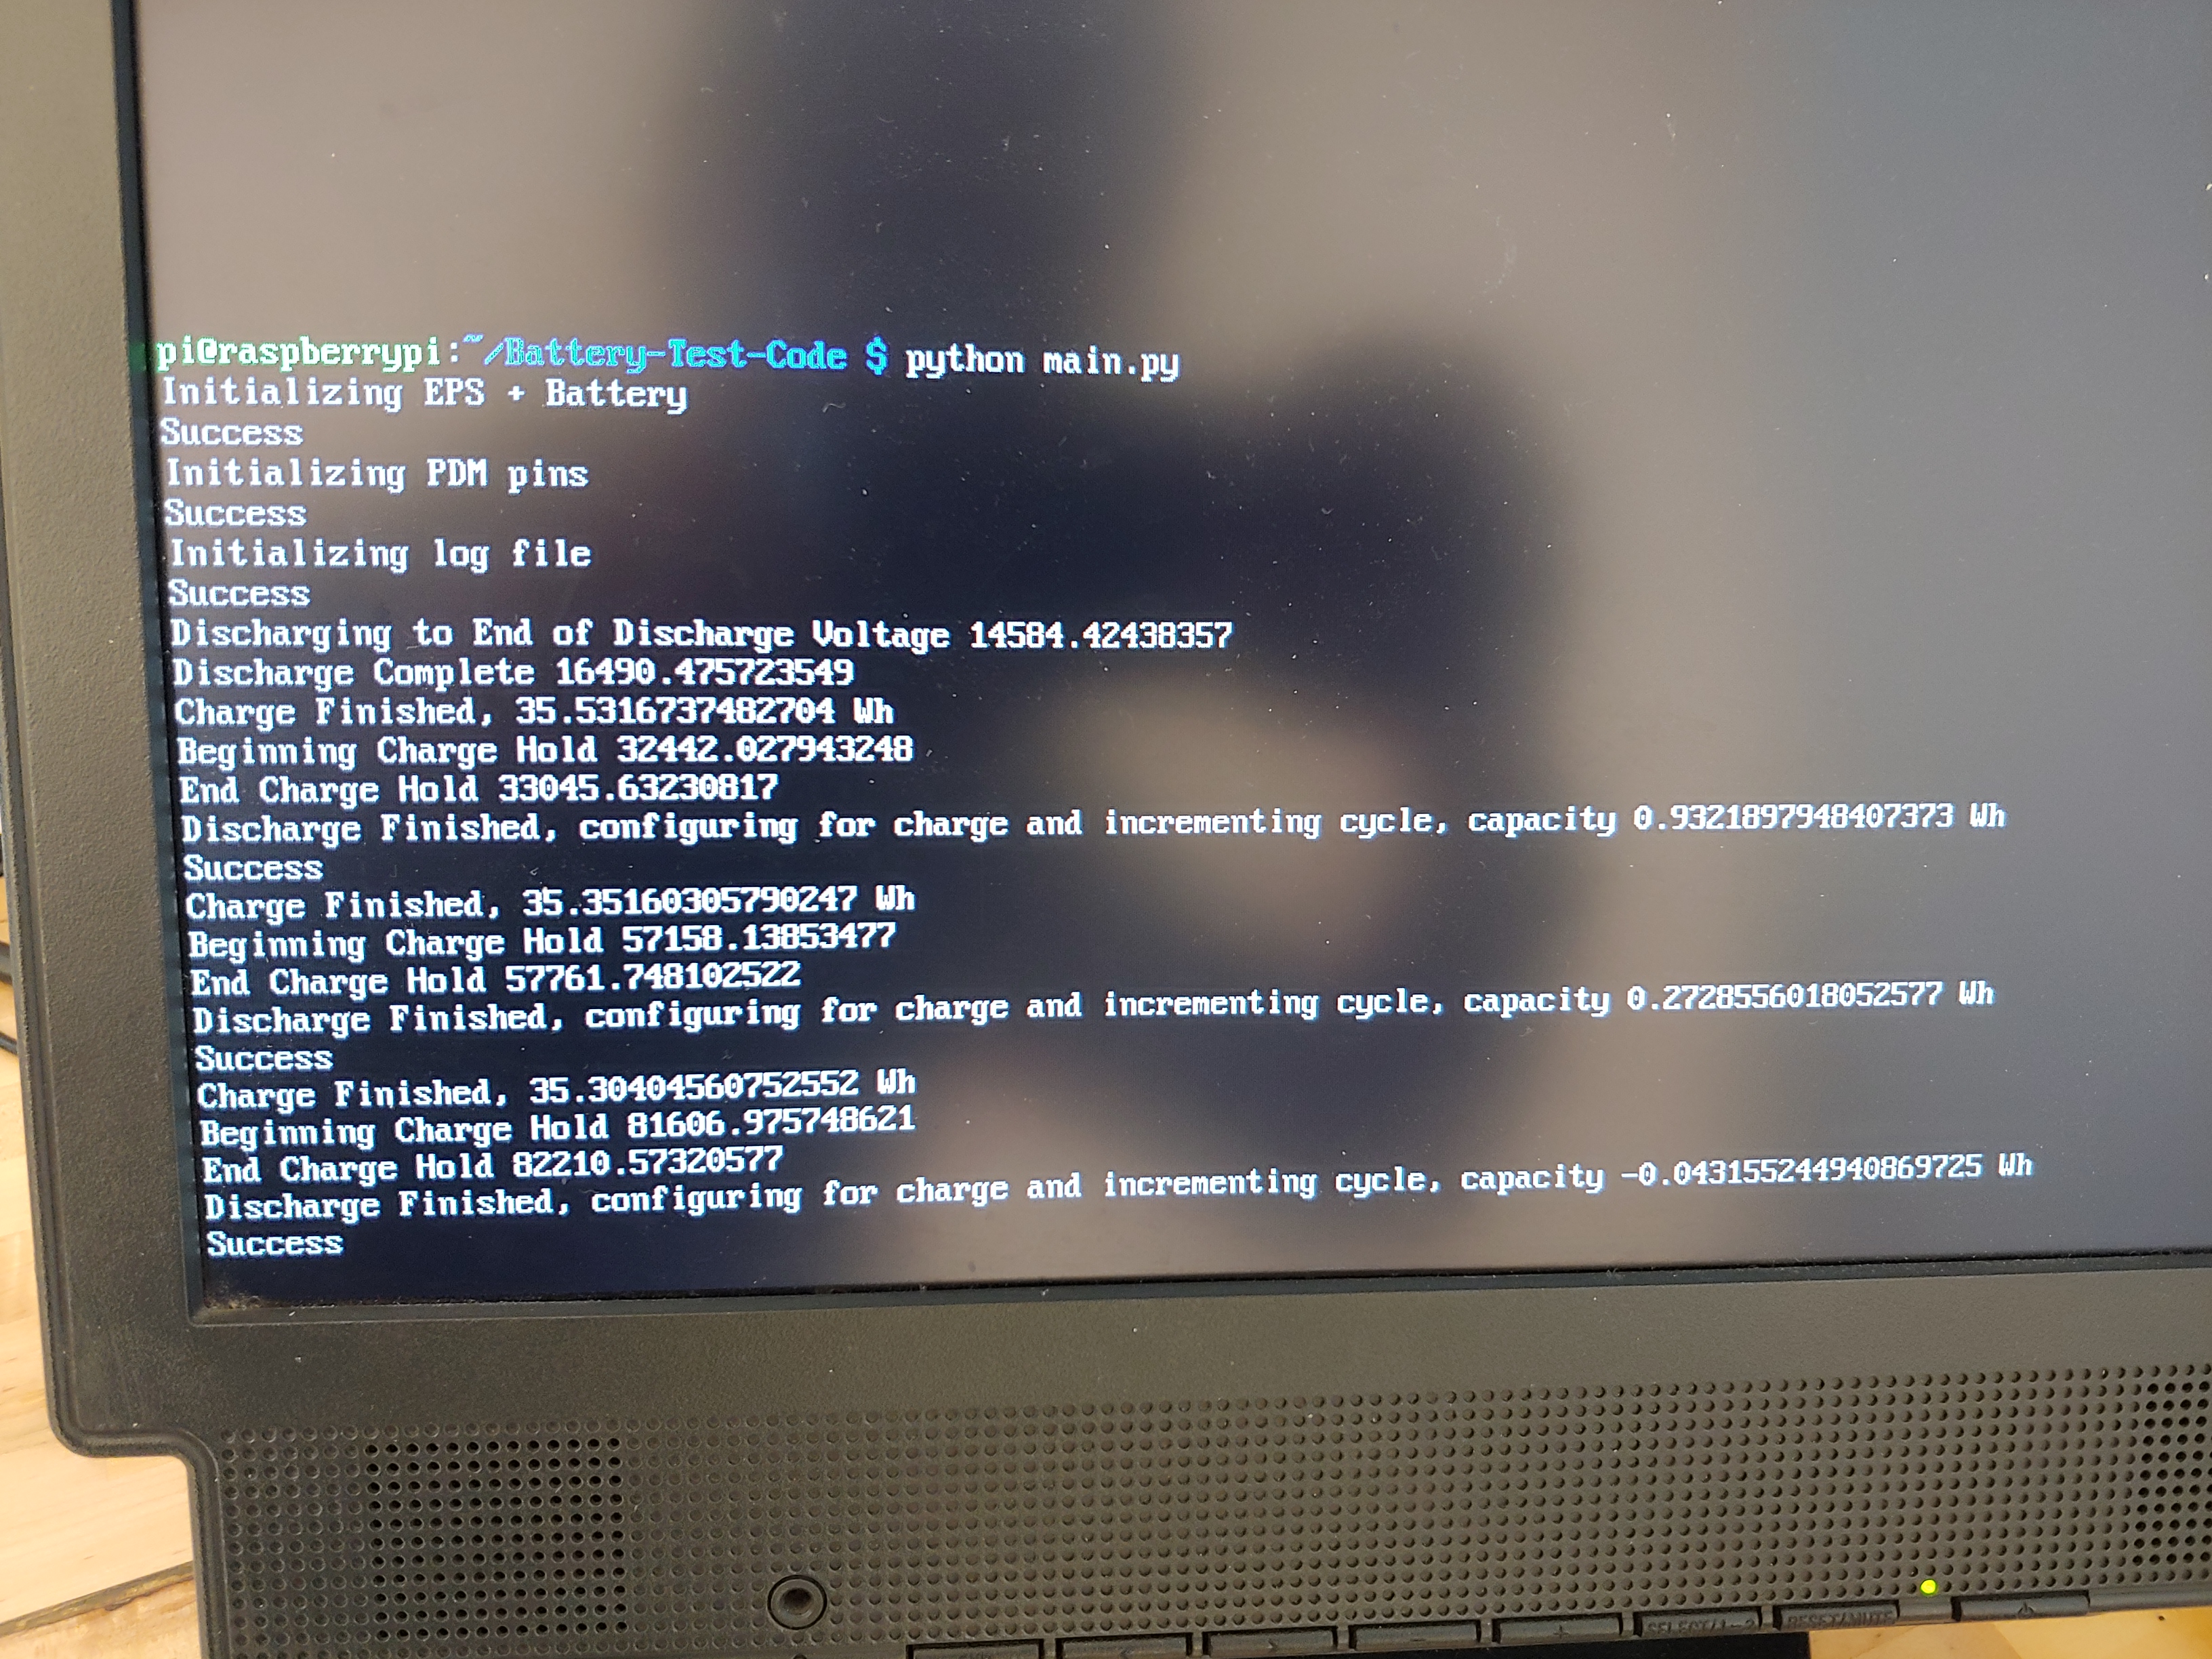 pi@raspberrypi:~/Battery-Test-Code $ python main.py
Initializing EPS + Battery
Success
Initializing PDM pins
Success
Initializing log file
Success
Discharging to End of Discharge Voltage 14584.42438357
Discharge Complete 16490.475723549
Charge Finished, 35.5316737482704 Wh
Beginning Charge Hold 32442.027943248
End Charge Hold 33045.63230817
Discharge Finished, configuring for charge and incrementing cycle, capacity 0.9321897948407373 Wh
Success
Charge Finished, 35.35160305790247 Wh
Beginning Charge Hold 57158.13853477
End Charge Hold 57761.748102522
Discharge Finished, configuring for charge and incrementing cycle, capacity 0.2728556018052577 Wh
Success
Charge Finished, 35.30404560752552 Wh
Beginning Charge Hold 81606.975748621
End Charge Hold 82210.57320577
Discharge Finished, configuring for charge and incrementing cycle, capacity -0.043155244940869725 Wh
Success
SELECT/1-2 RESET/MUTE